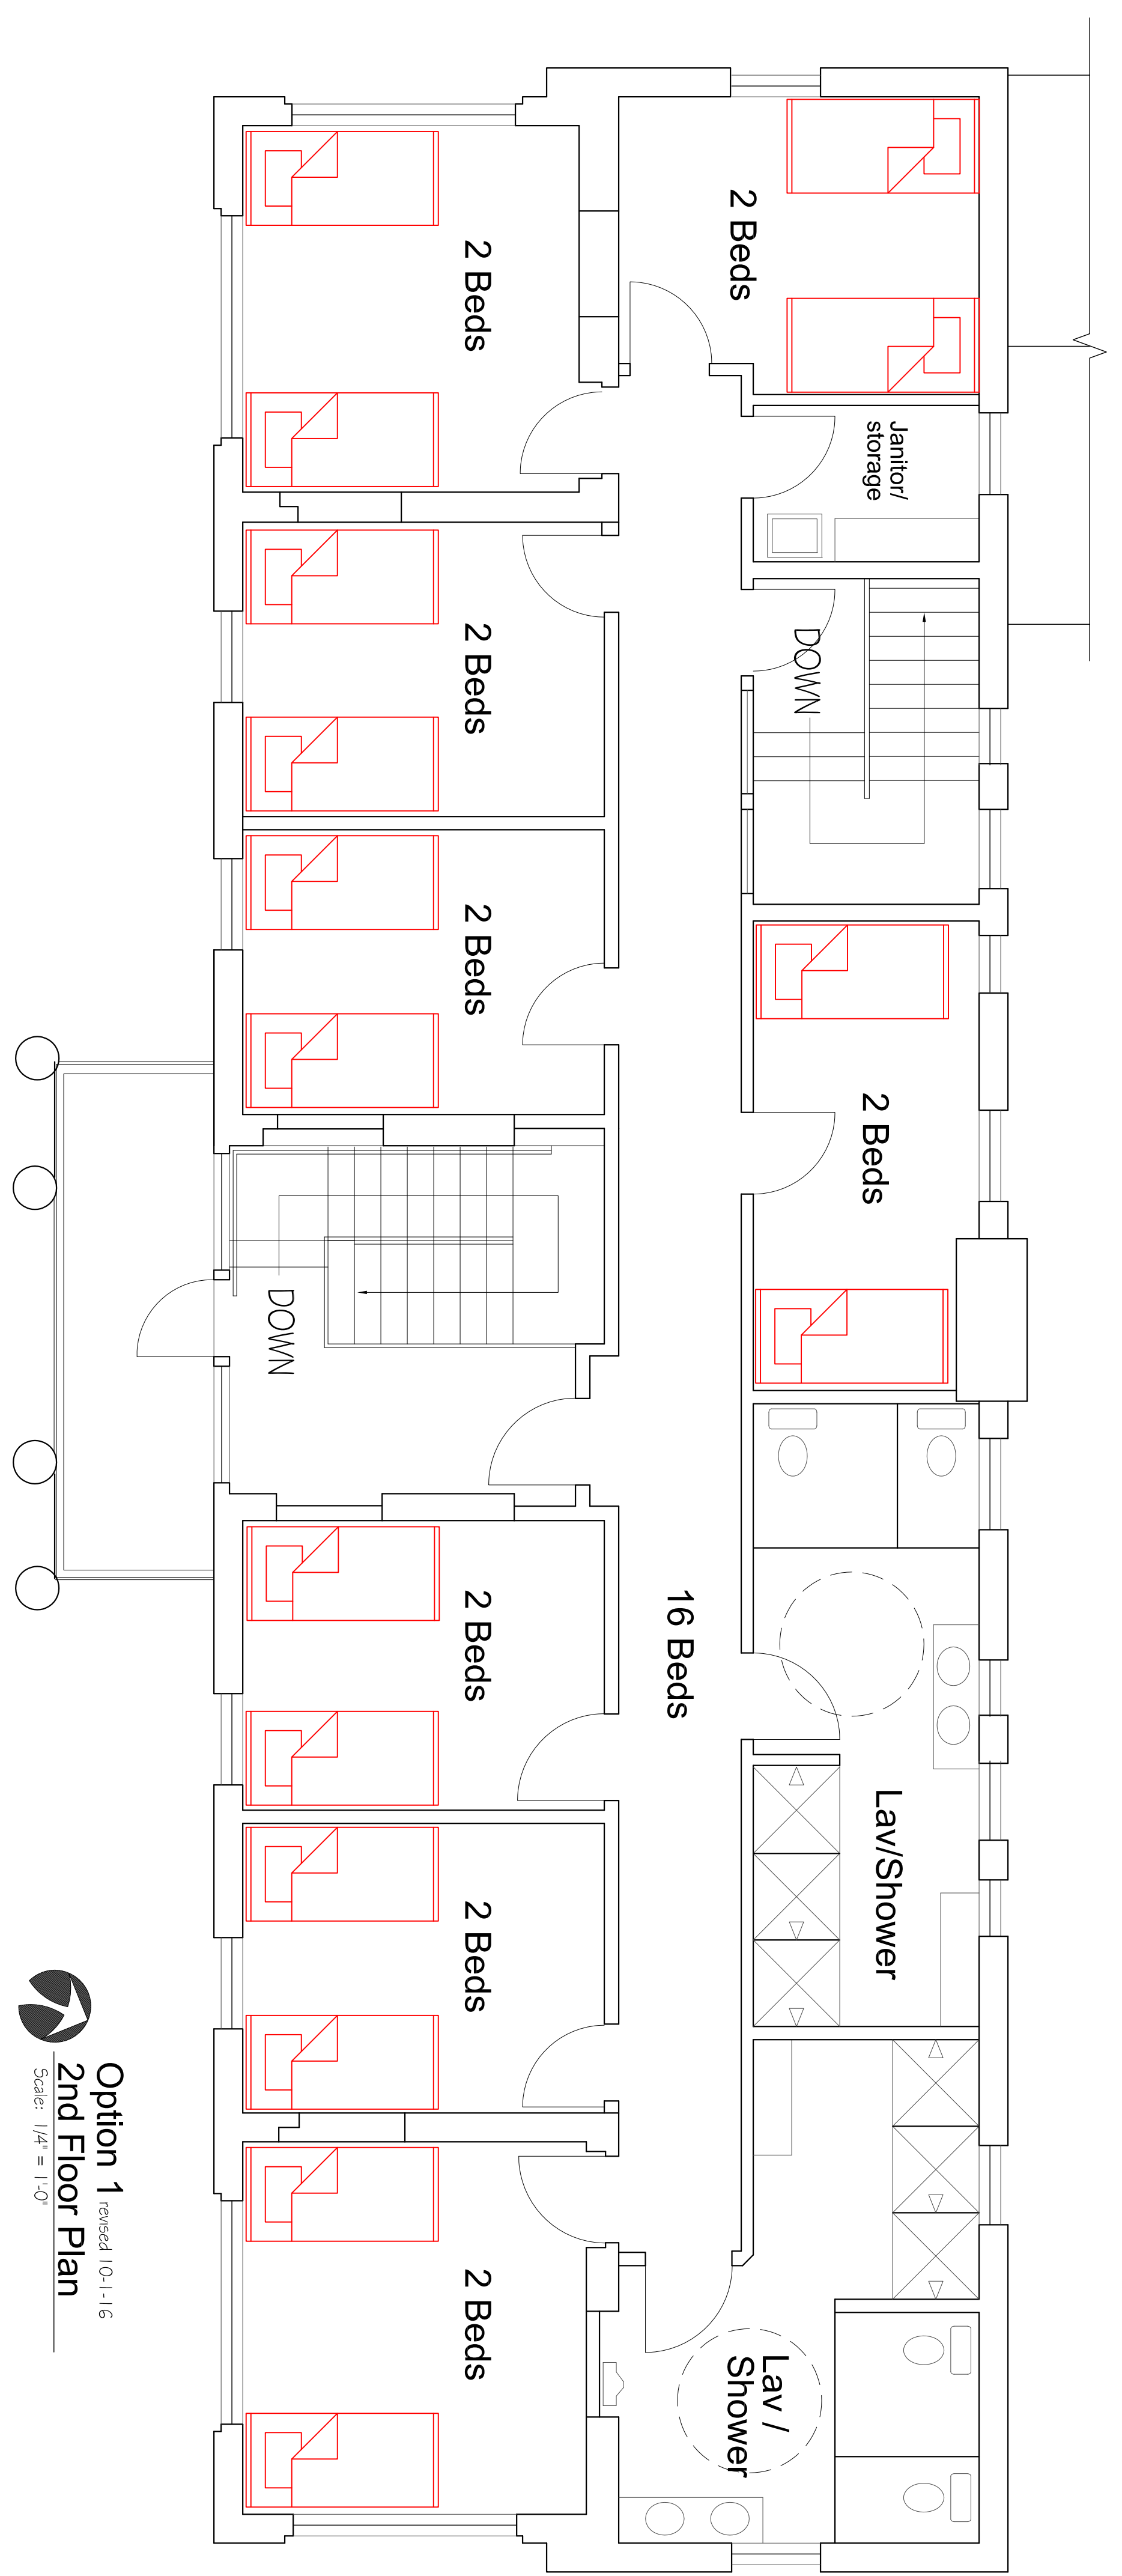 2 Beds
Janitor/
storage
DOWN
2 Beds
Lav/Shower
Lav /
Shower
16 Beds
2 Beds
2 Beds
2 Beds
DOWN
2 Beds
2 Beds
2 Beds
Option 1 revised 10-1-16
2nd Floor Plan
Scale: 1/4" = 1'-0"